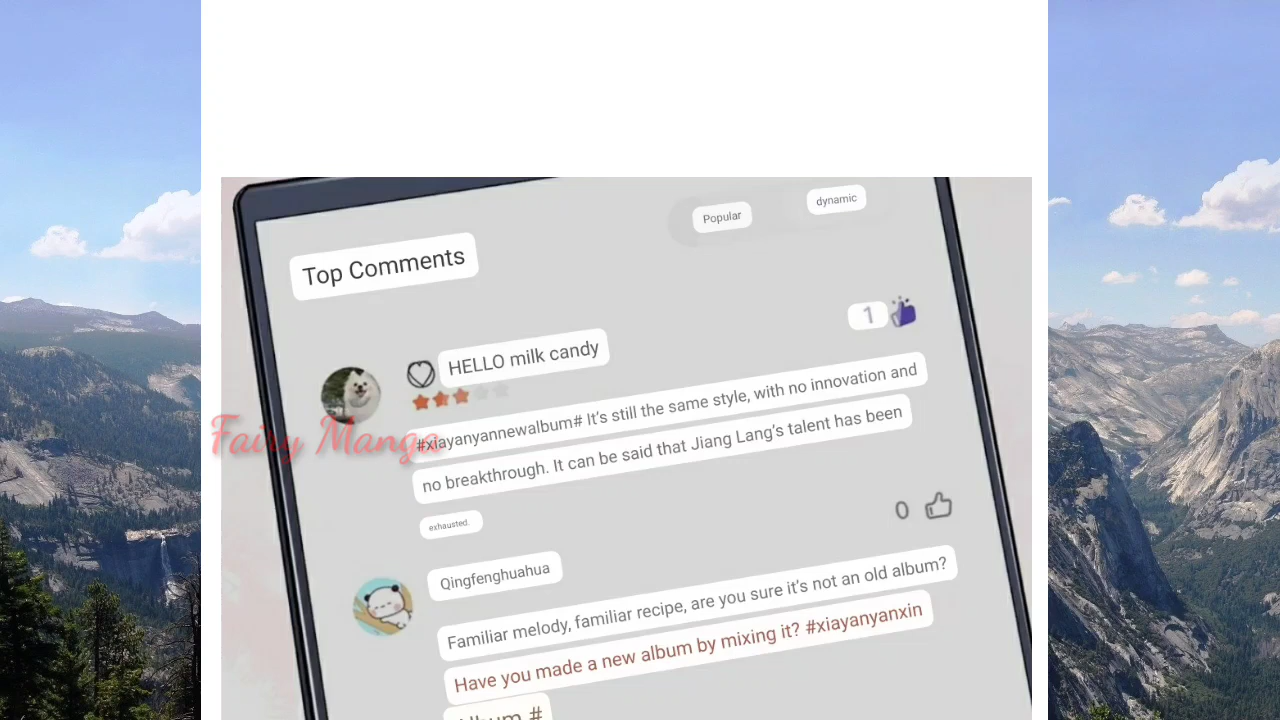 Popular
dynamic
Top Comments
1
HELLO milk candy
#xiayanyannewalbum# It's still the same style, with no innovation and
Fairy Manga
no breakthrough. It can be said that Jiang Lang's talent has been
exhausted.
0
Qingfenghuahua
Familiar melody, familiar recipe, are you sure it's not an old album?
Have you made a new album by mixing it? #xiayanyanxin
Album #